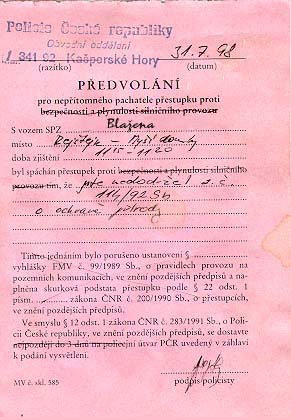 Policie České republiky
Obvodní oddělení
341 92 Kašperské Hory
31.7.98
(razítko) (datum)
PŘEDVOLÁNÍ
pro nepřítomného pachatele přestupku proti
bezpečnosti a plynulosti silničního provozu
S vozem SPZ Blažena
místo
doba zjištění 1115-1120
byl spáchán přestupek proti bezpečnosti a plynulosti silničního
provozu tím, že z.č.
114/92 Sb
o ochraně přírody
Tímto jednáním bylo porušeno ustanovení §
vyhlášky FMV č. 99/1989 Sb., o pravidlech provozu na
pozemních komunikacích, ve znění pozdějších předpisů a na-
plněna skutková podstata přestupku podle § 22 odst. 1
písm. zákona ČNR č. 200/1990 Sb., o přestupcích,
ve znění pozdějších předpisů.
Ve smyslu § 12 odst. 1 zákona ČNR č. 283/1991 Sb., o Poli-
cii České republiky, ve znění pozdějších předpisů, se dostavte
nejpozději do 3 dnů na policejní útvar PČR uvedený v záhlaví
k podání vysvětlení.
MV č. skl. 585
podpis policisty